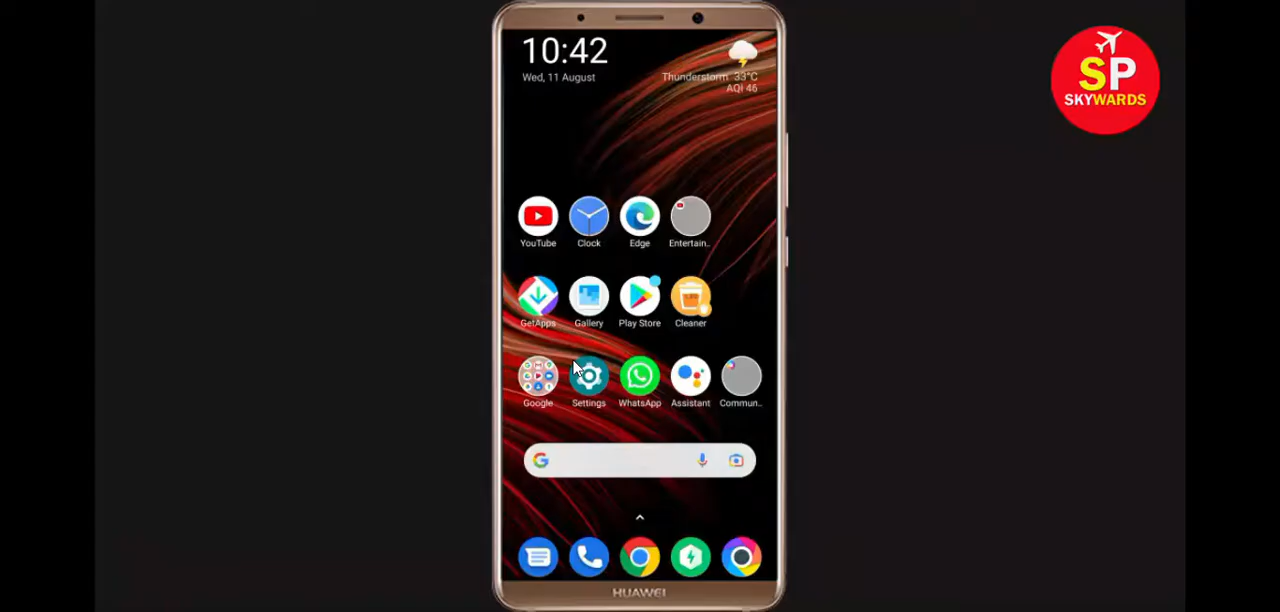 10:42
Wed, 11 August
Thunderstorm 33°C
AQI 46
SP
SKYWARDS
YouTube
Clock
Edge
Entertain..
GetApps
Gallery
Play Store
Cleaner
Google
Settings
WhatsApp
Assistant
Commun..
HUAWEI